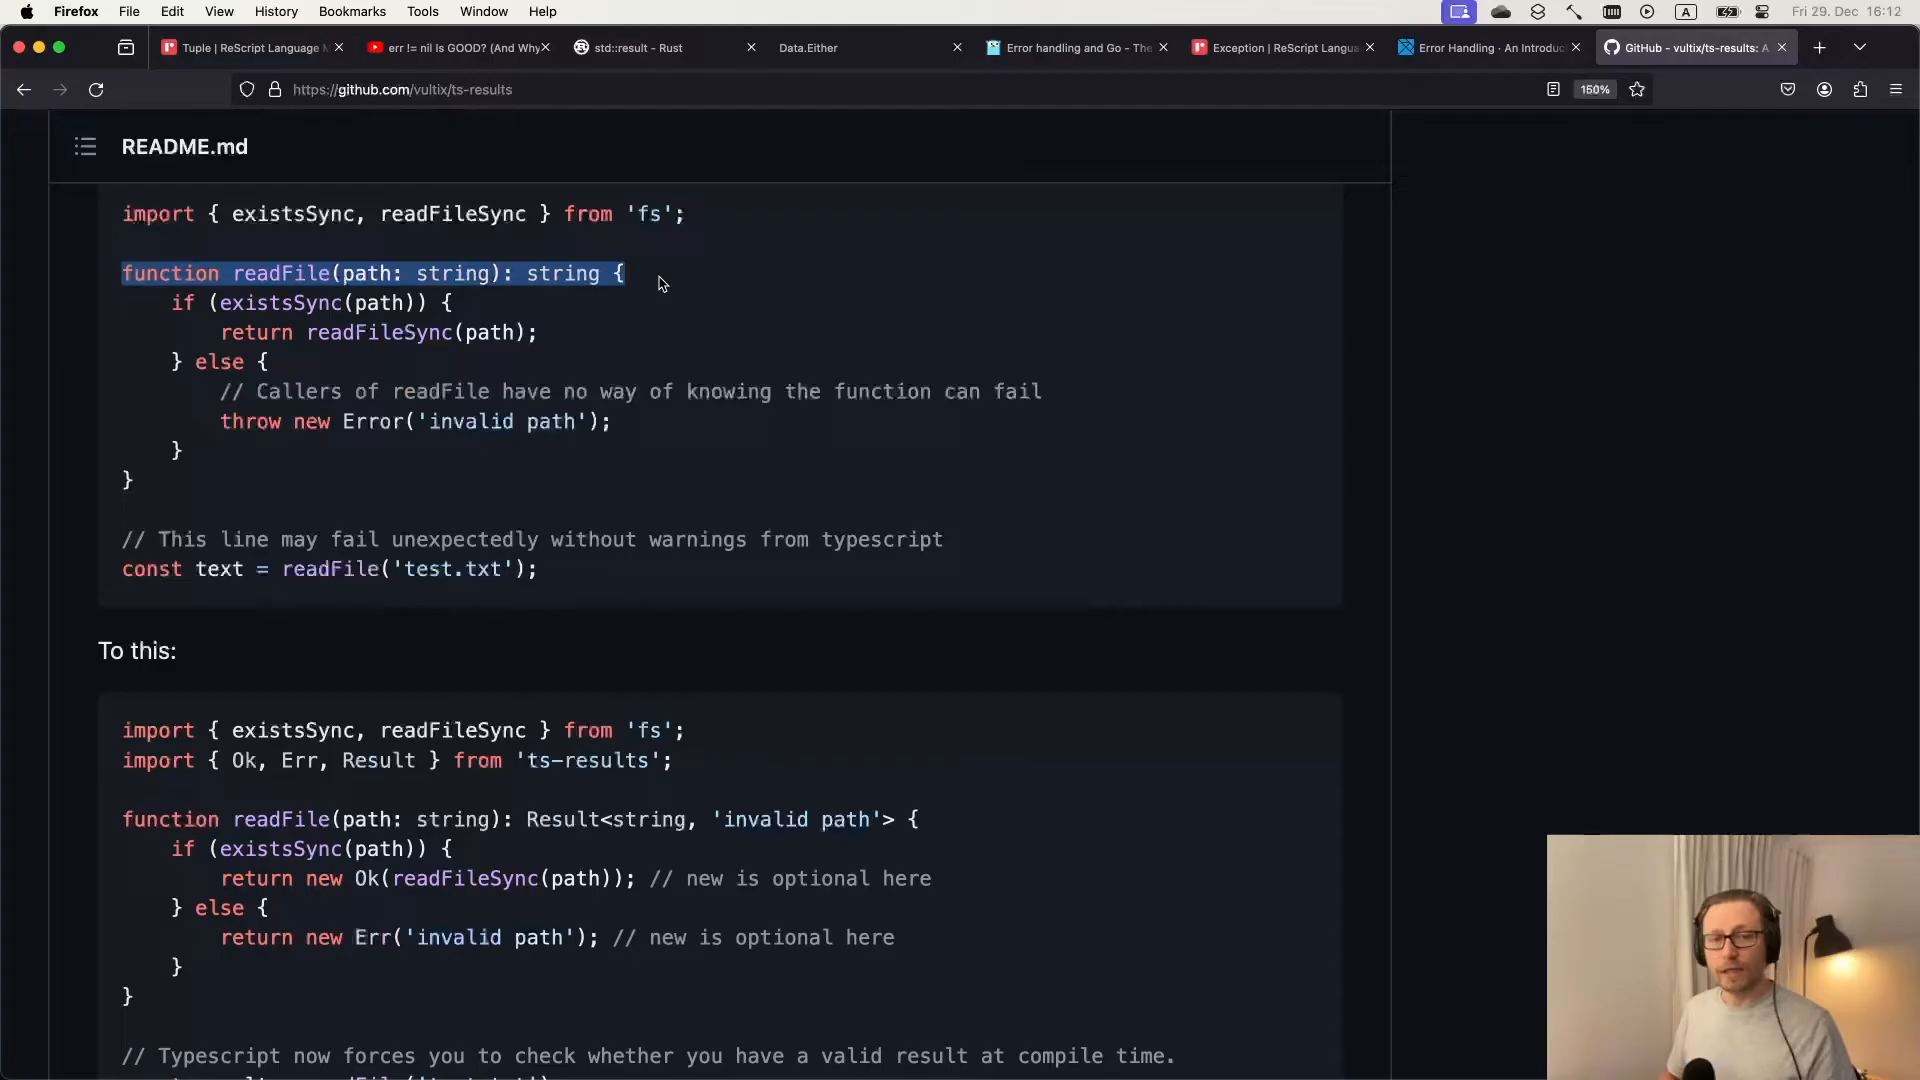 Firefox File Edit View History Bookmarks Tools Window Help
A
Fri 29. Dec 16:12
Tuple | ReScript Language M
err != nil Is GOOD? (And Why
std::result - Rust
Data.Either
Error handling and Go - The
Exception | ReScript Langua
Error Handling · An Introduc
GitHub - vultix/ts-results: A
https://github.com/vultix/ts-results
150%
README.md
import { existsSync, readFileSync } from 'fs';
function readFile(path: string): string {
if (existsSync(path)) {
return readFileSync(path);
} else {
// Callers of readFile have no way of knowing the function can fail
throw new Error('invalid path');
}
}
// This line may fail unexpectedly without warnings from typescript
const text = readFile('test.txt');
To this:
import { existsSync, readFileSync } from 'fs';
import { Ok, Err, Result } from 'ts-results';
function readFile(path: string): Result<string, 'invalid path'> {
if (existsSync(path)) {
return new Ok(readFileSync(path)); // new is optional here
} else {
return new Err('invalid path'); // new is optional here
}
}
// Typescript now forces you to check whether you have a valid result at compile time.